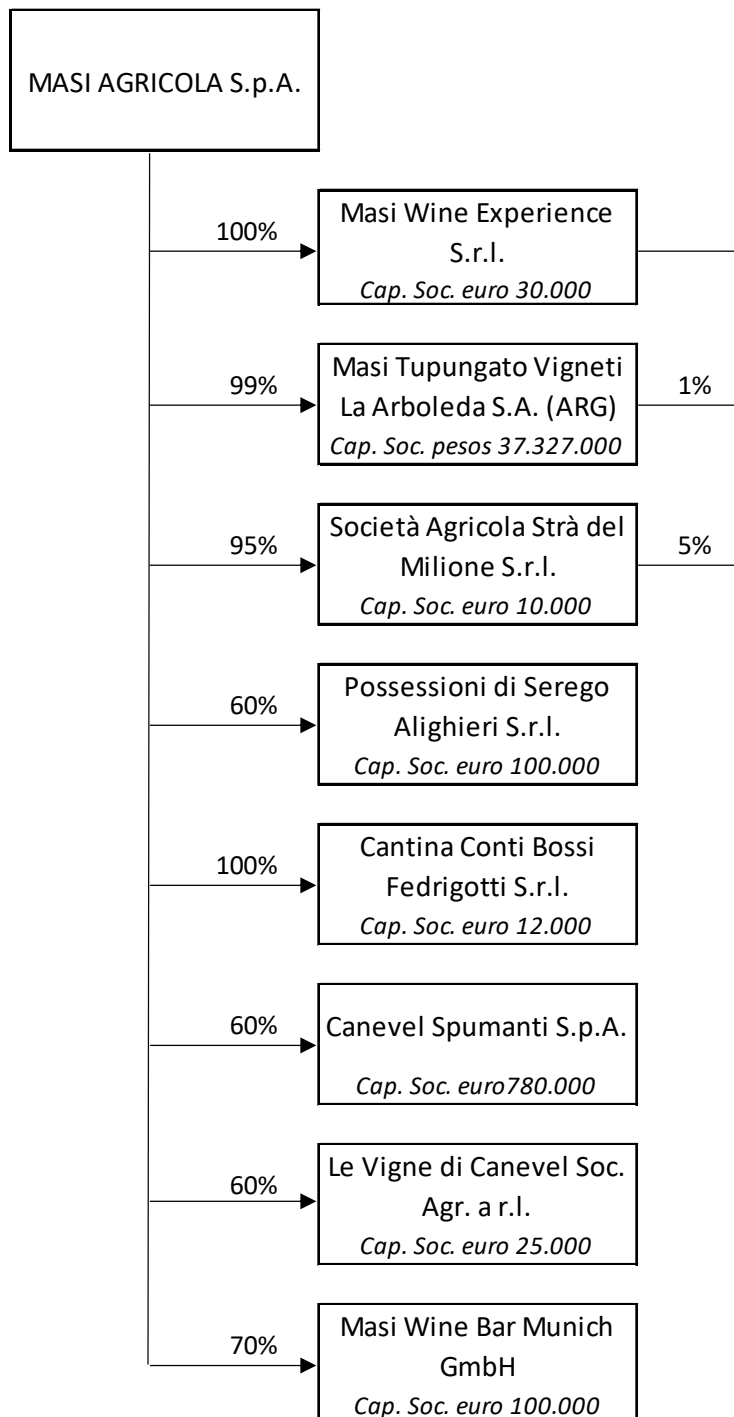 MASI AGRICOLA S.p.A.
100%
Masi Wine Experience
S.r.l.
Cap. Soc. euro 30.000
99%
Masi Tupungato Vigneti
La Arboleda S.A. (ARG)
Cap. Soc. pesos 37.327.000
1%
95%
Società Agricola Strà del
Milione S.r.l.
Cap. Soc. euro 10.000
5%
60%
Possessioni di Serego
Alighieri S.r.l.
Cap. Soc. euro 100.000
100%
Cantina Conti Bossi
Fedrigotti S.r.l.
Cap. Soc. euro 12.000
60%
Canevel Spumanti S.p.A.
Cap. Soc. euro780.000
60%
Le Vigne di Canevel Soc.
Agr. a r.l.
Cap. Soc. euro 25.000
70%
Masi Wine Bar Munich
GmbH
Cap. Soc. euro 100.000